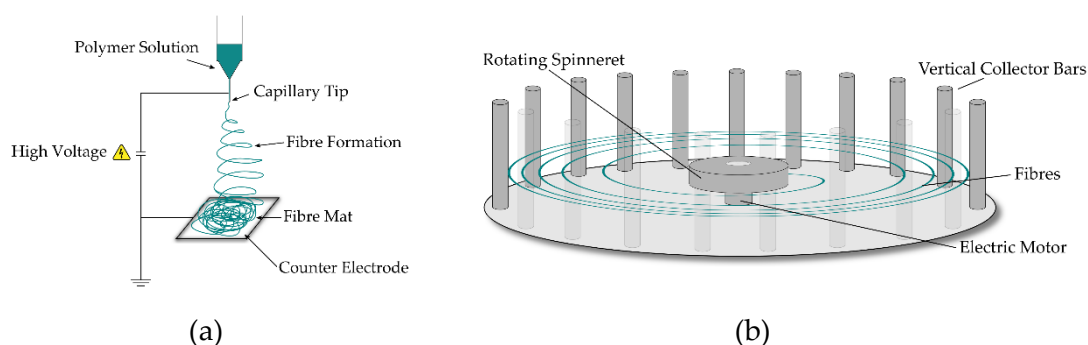 Polymer Solution
Capillary Tip
High Voltage
Fibre Formation
Fibre Mat
Counter Electrode
(a)
Rotating Spinneret
Vertical Collector Bars
Fibres
Electric Motor
(b)